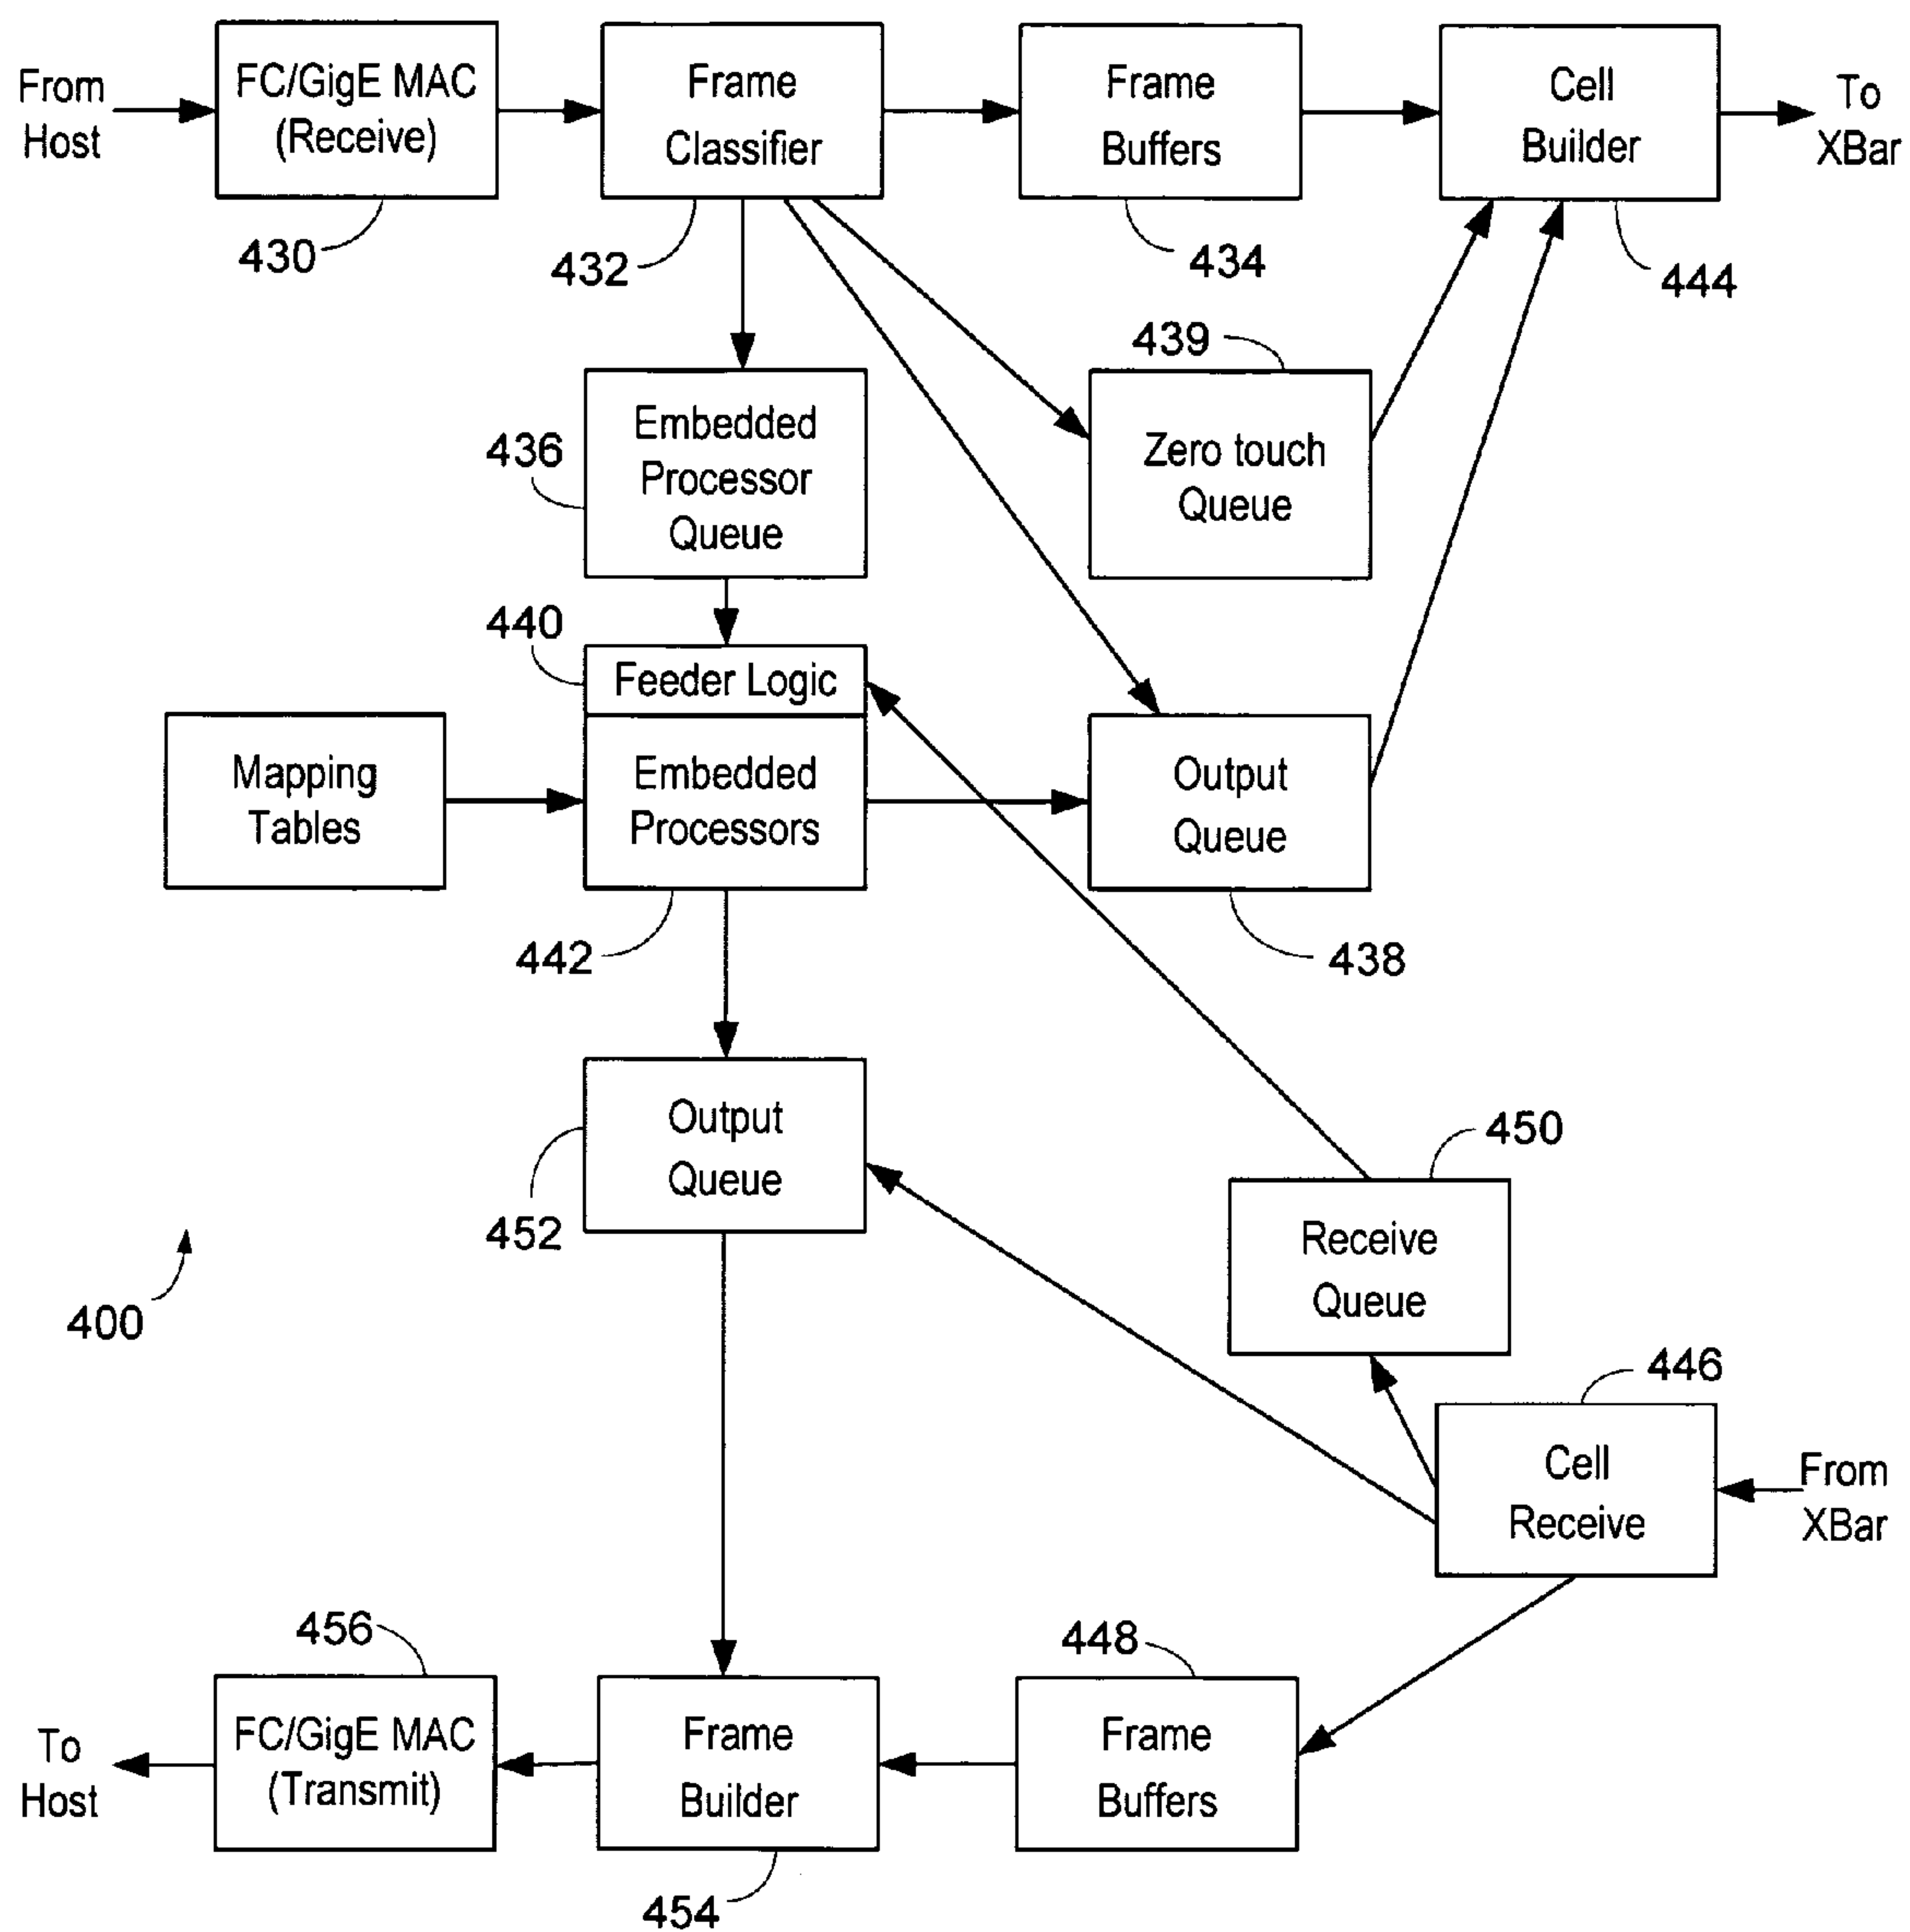 From
Host
FC/GigE MAC
(Receive)
430
Frame
Classifier
432
Frame
Buffers
434
Cell
Builder
444
To
XBar
439
Zero touch
Queue
436
Embedded
Processor
Queue
440
Feeder Logic
Mapping
Tables
Embedded
Processors
442
Output
Queue
438
Output
Queue
452
450
Receive
Queue
400
446
Cell
Receive
From
XBar
456
FC/GigE MAC
(Transmit)
To
Host
Frame
Builder
454
448
Frame
Buffers